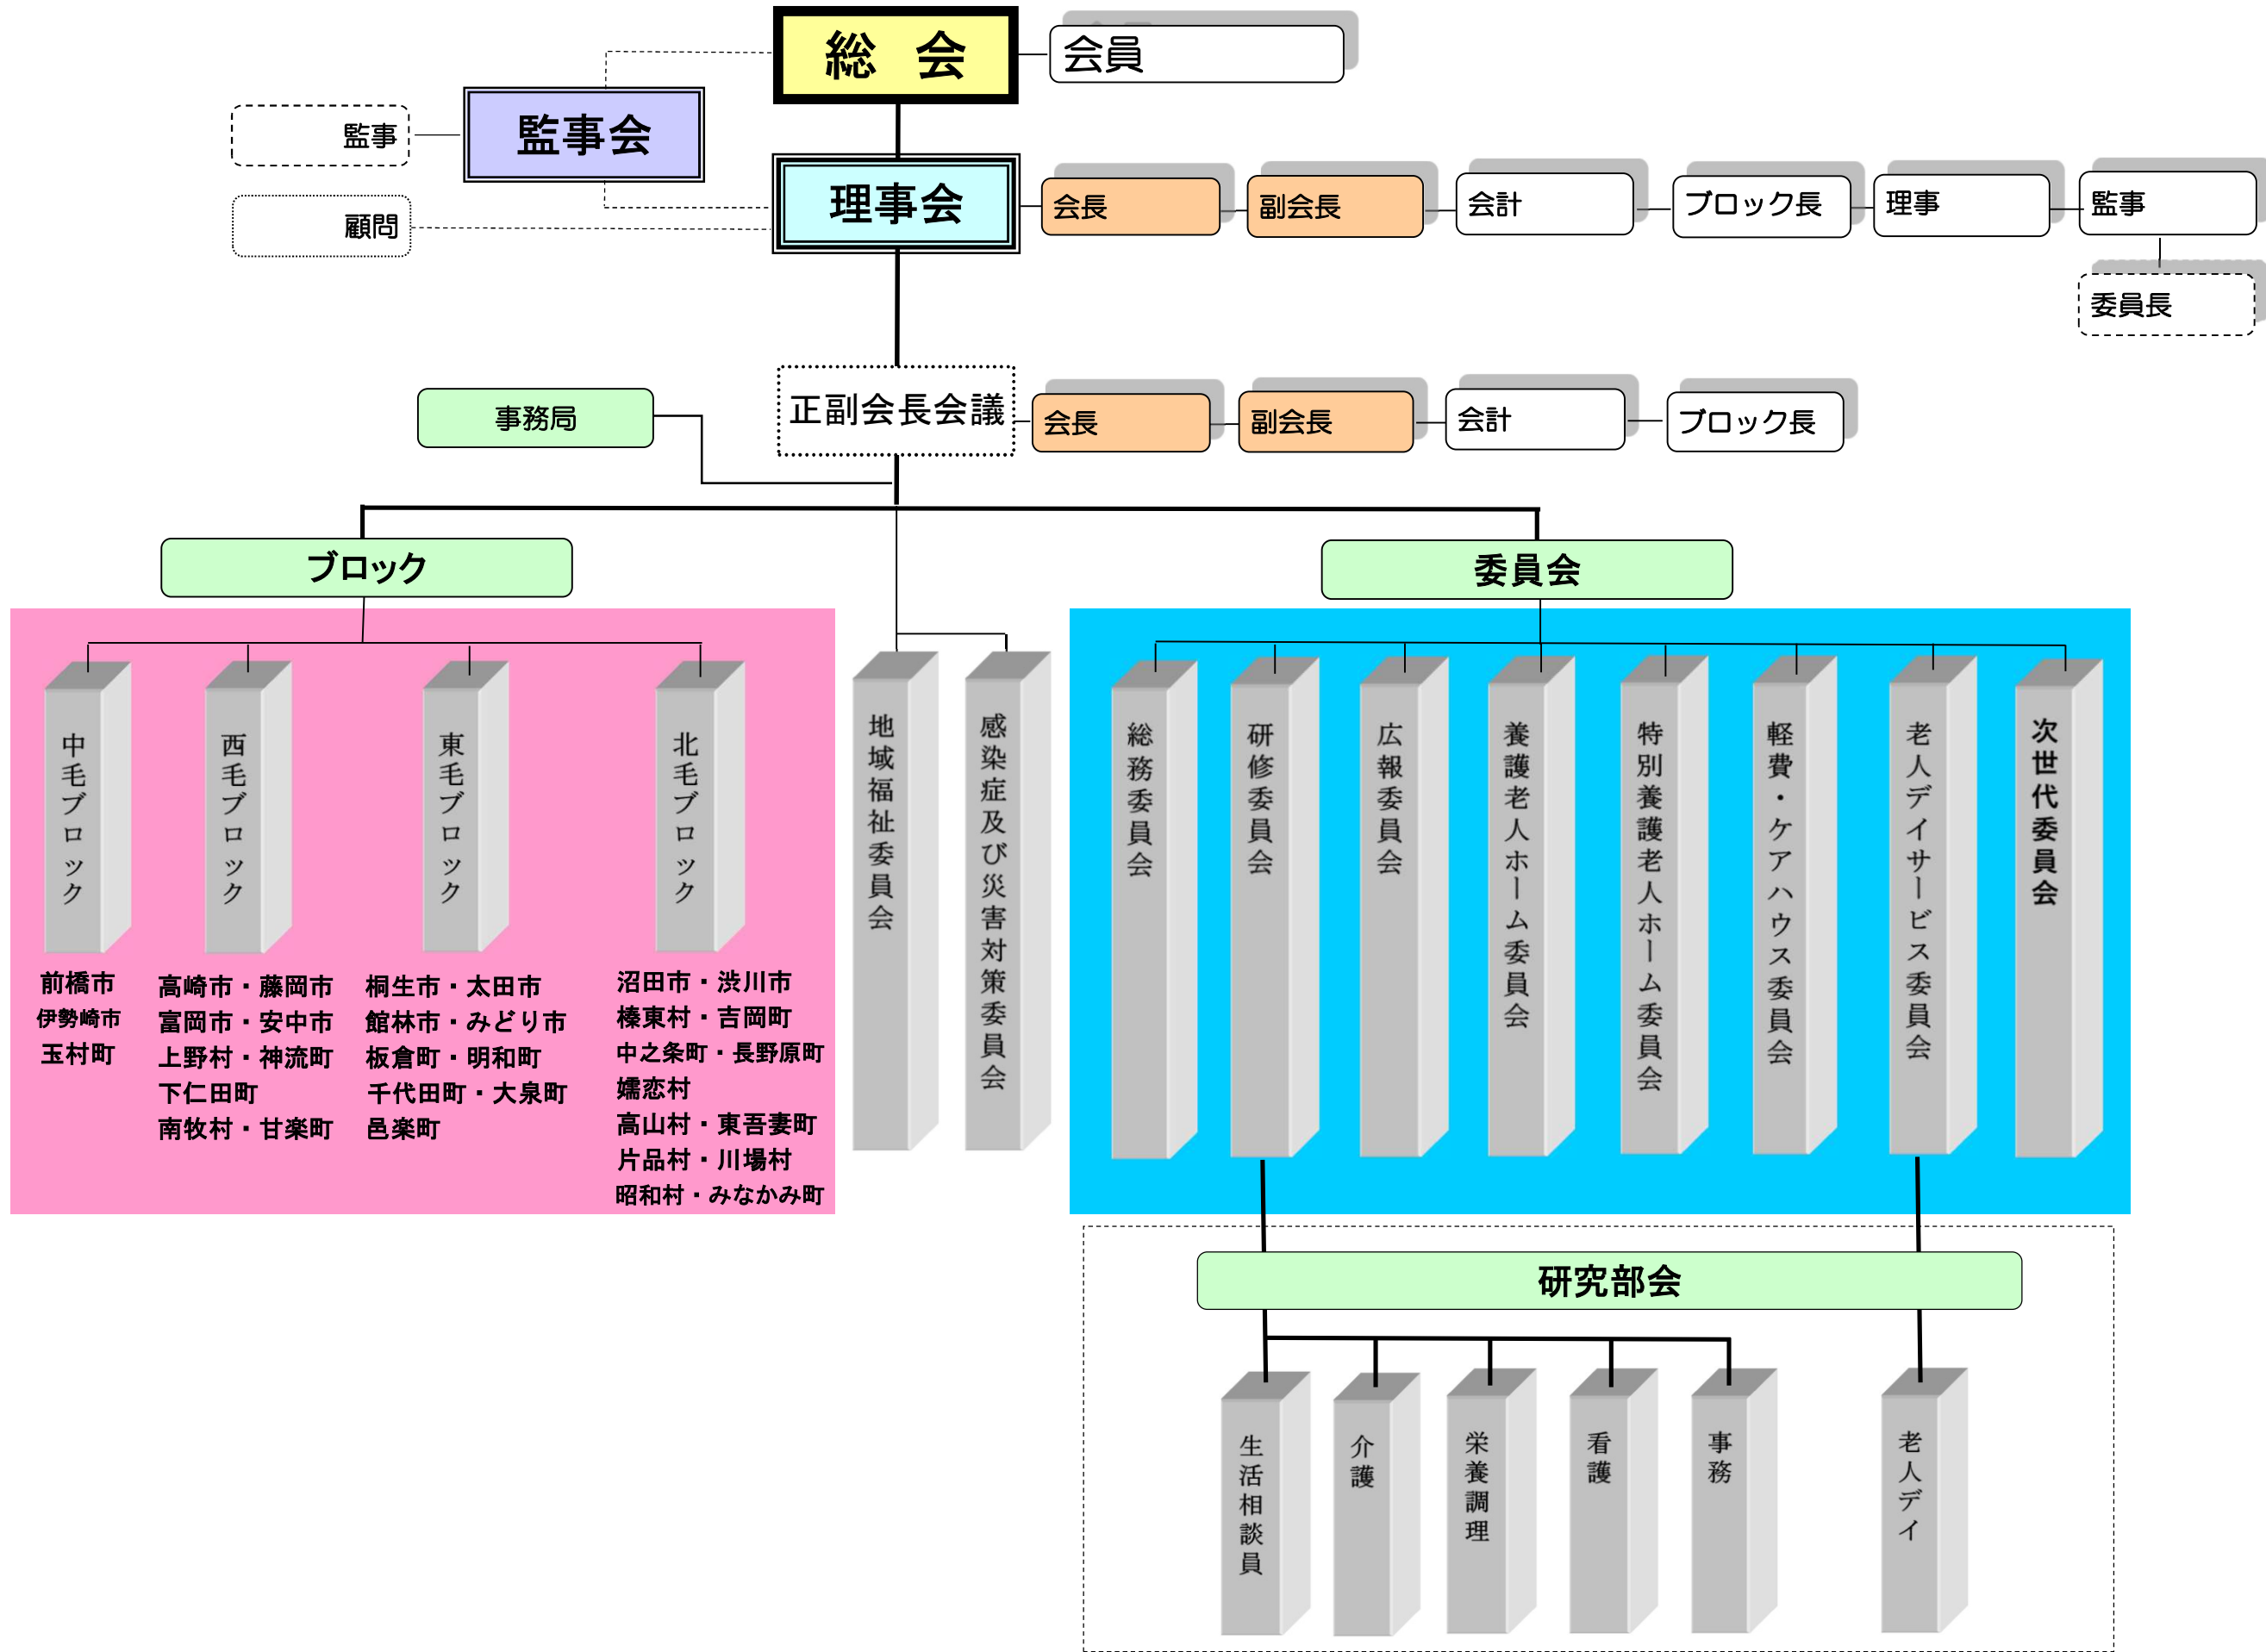 総 会
会員
監事会
監事
顧問
理事会
会長
副会長
会計
ブロック長
理事
監事
委員長
正副会長会議
会長
副会長
会計
ブロック長
事務局
ブロック
委員会
中毛ブロック
西毛ブロック
東毛ブロック
北毛ブロック
前橋市
伊勢崎市
玉村町
高崎市・藤岡市
富岡市・安中市
上野村・神流町
下仁田町
南牧村・甘楽町
桐生市・太田市
館林市・みどり市
板倉町・明和町
千代田町・大泉町
邑楽町
沼田市・渋川市
榛東村・吉岡町
中之条町・長野原町
嬬恋村
高山村・東吾妻町
片品村・川場村
昭和村・みなかみ町
地域福祉委員会
感染症及び災害対策委員会
総務委員会
研修委員会
広報委員会
養護老人ホーム委員会
特別養護老人ホーム委員会
軽費・ケアハウス委員会
老人デイサービス委員会
次世代委員会
研究部会
生活相談員
介護
栄養調理
看護
事務
老人デイ